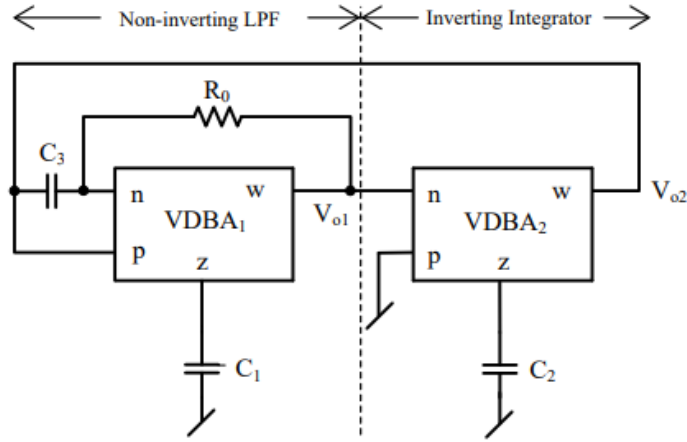 Non-inverting LPF
Inverting Integrator
R₀
C₃
n
w
VDBA₁
p
z
Vₒ₁
n
w
VDBA₂
p
z
Vₒ₂
C₁
C₂